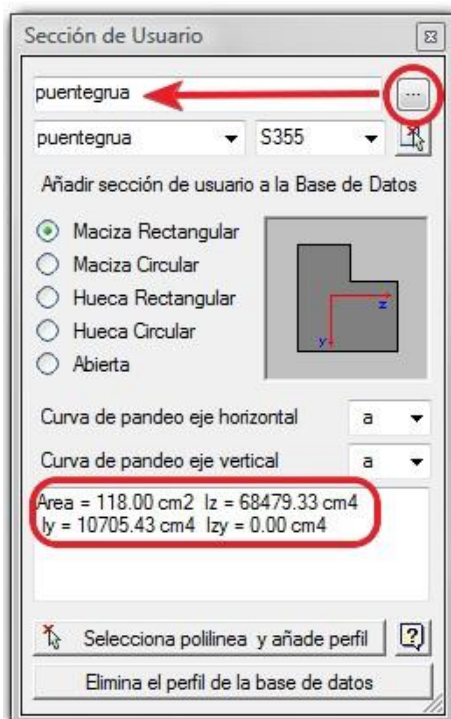 Sección de Usuario
puentegrua ...
puentegrua S355
Añadir sección de usuario a la Base de Datos
Maciza Rectangular
Maciza Circular
Hueca Rectangular
Hueca Circular
Abierta
z
y
Curva de pandeo eje horizontal a
Curva de pandeo eje vertical a
Area = 118.00 cm2 Iz = 68479.33 cm4
Iy = 10705.43 cm4 Izy = 0.00 cm4
Selecciona polilinea y añade perfil ?
Elimina el perfil de la base de datos